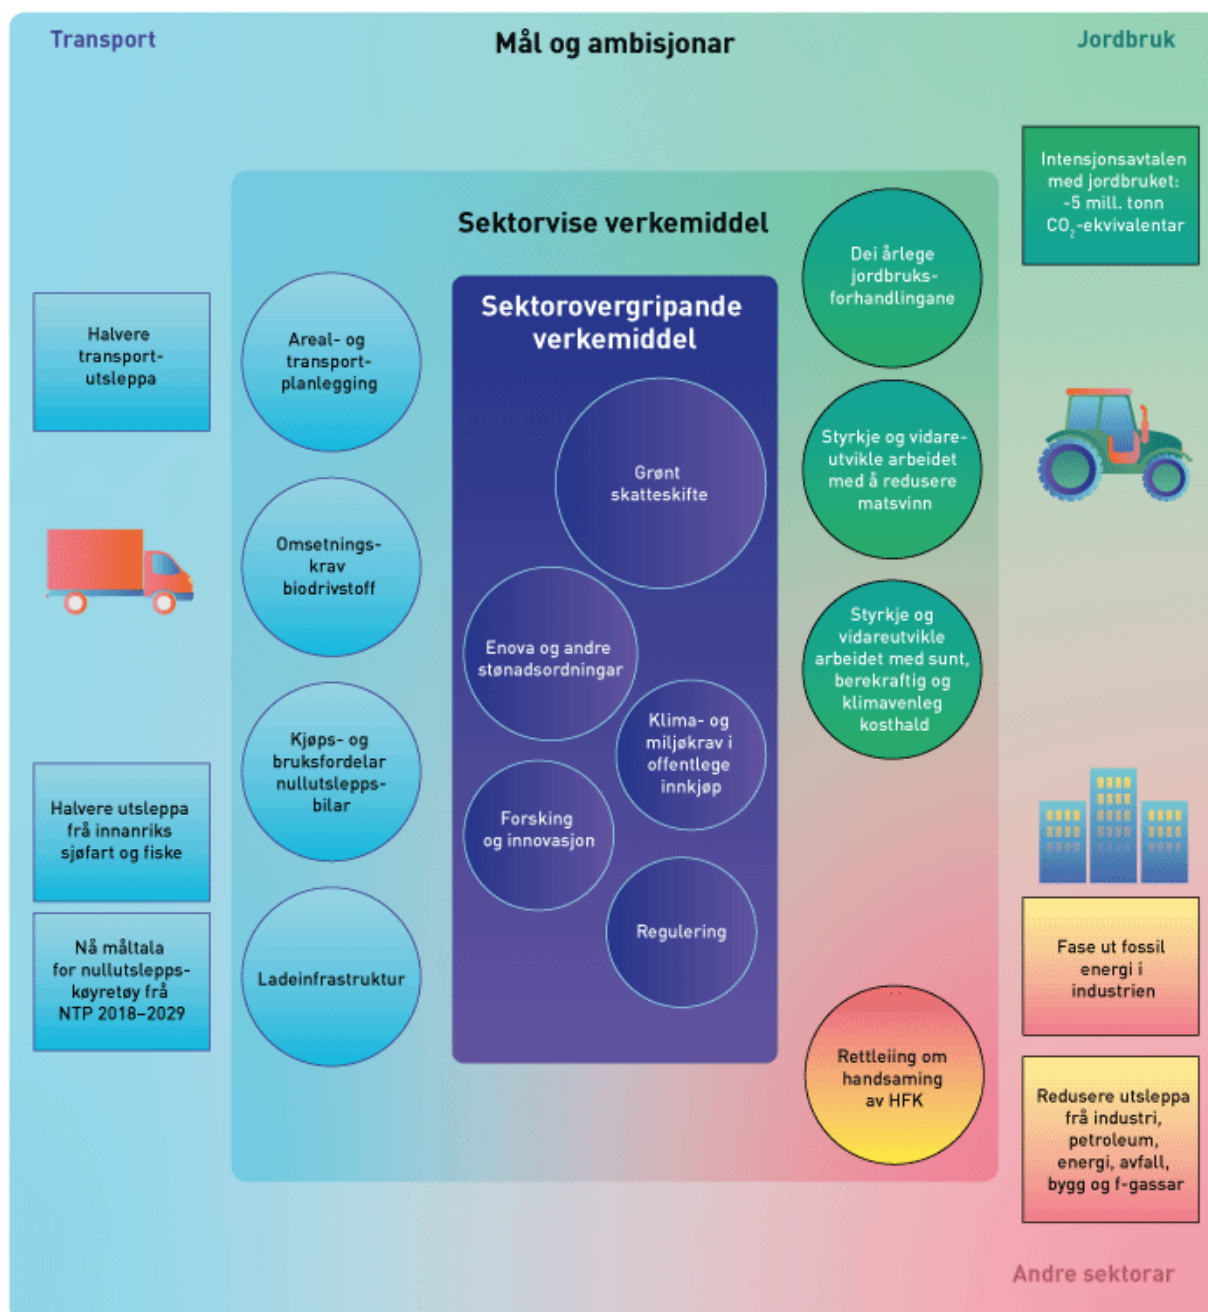 Transport
Mål og ambisjonar
Jordbruk
Intensjonsavtalen
med jordbruket:
-5 mill. tonn
CO₂-ekvivalentar
Sektorvise verkemiddel
Dei årlege
jordbruks-
forhandlingane
Sektorovergripande
verkemiddel
Halvere
transport-
utsleppa
Areal- og
transport-
planlegging
Grønt
skatteskifte
Styrkje og vidare-
utvikle arbeidet
med å redusere
matsvinn
Omsetnings-
krav
biodrivstoff
Enova og andre
stønadsordningar
Styrkje og
vidareutvikle
arbeidet med sunt,
berekraftig og
klimavenleg
kosthald
Kjøps- og
bruksfordelar
nullutslepps-
bilar
Klima- og
miljøkrav i
offentlege
innkjøp
Halvere utsleppa
frå innanriks
sjøfart og fiske
Forsking
og innovasjon
Nå måltala
for nullutslepps-
køyretøy frå
NTP 2018–2029
Ladeinfrastruktur
Regulering
Fase ut fossil
energi i
industrien
Rettleiing om
handsaming
av HFK
Redusere utsleppa
frå industri,
petroleum,
energi, avfall,
bygg og f-gassar
Andre sektorar